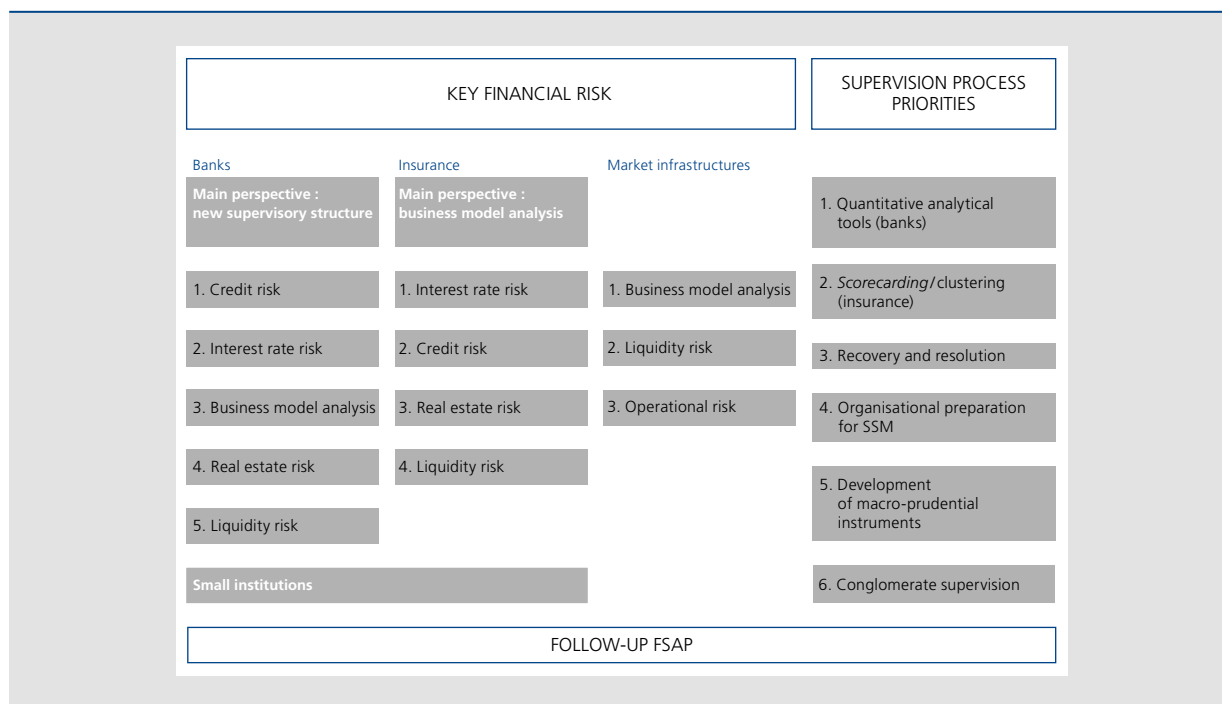 KEY FINANCIAL RISK
SUPERVISION PROCESS
PRIORITIES
Banks
Main perspective :
new supervisory structure
1. Credit risk
2. Interest rate risk
3. Business model analysis
4. Real estate risk
5. Liquidity risk
Insurance
Main perspective :
business model analysis
1. Interest rate risk
2. Credit risk
3. Real estate risk
4. Liquidity risk
Small institutions
Market infrastructures
1. Business model analysis
2. Liquidity risk
3. Operational risk
1. Quantitative analytical
tools (banks)
2. Scorecarding / clustering
(insurance)
3. Recovery and resolution
4. Organisational preparation
for SSM
5. Development
of macro-prudential
instruments
6. Conglomerate supervision
FOLLOW-UP FSAP